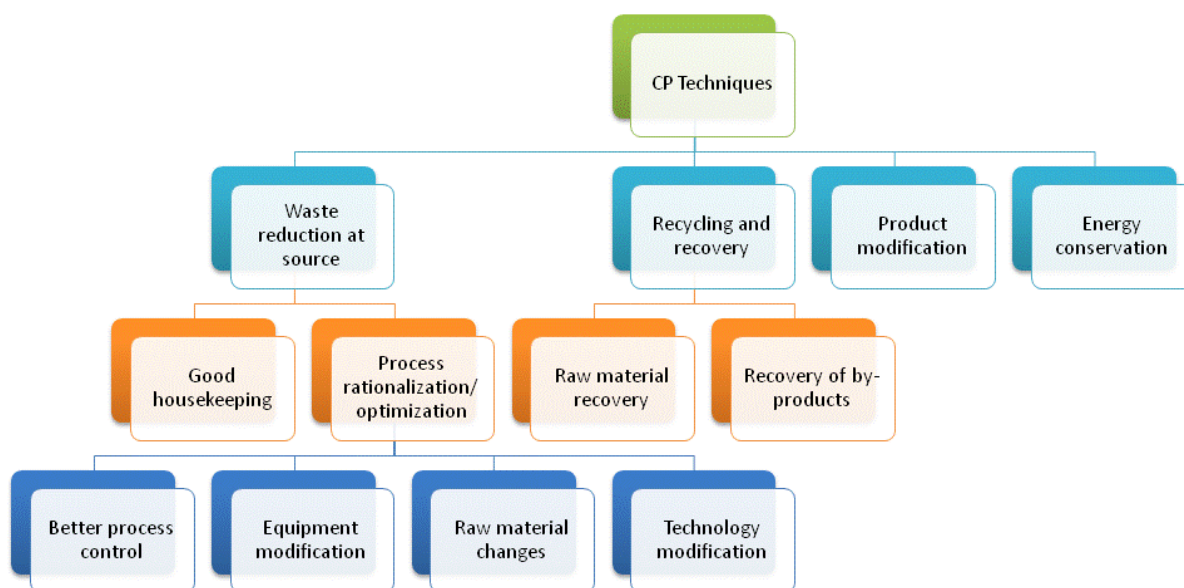 CP Techniques
Waste
reduction at
source
Recycling and
recovery
Product
modification
Energy
conservation
Good
housekeeping
Process
rationalization/
optimization
Raw material
recovery
Recovery of by-
products
Better process
control
Equipment
modification
Raw material
changes
Technology
modification